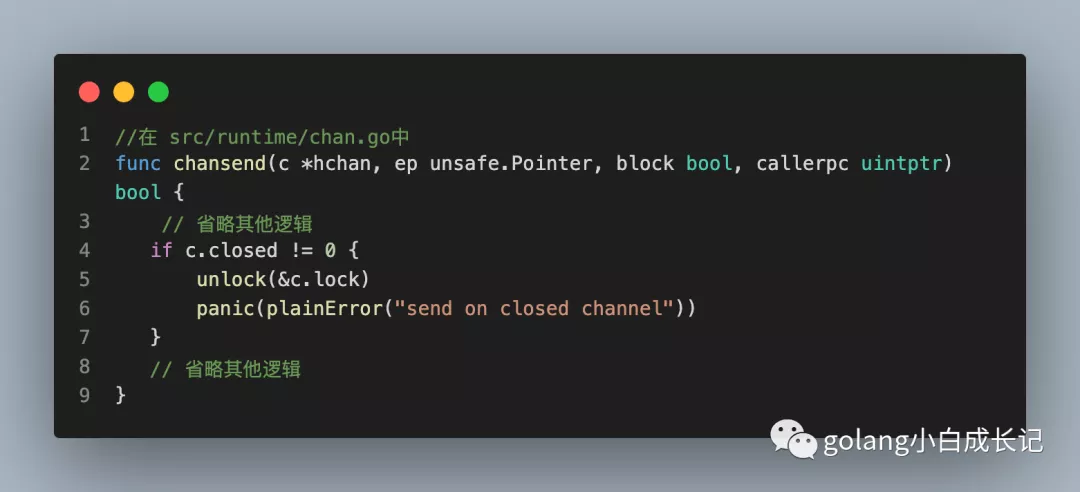 1 //在 src/runtime/chan.go中
2 func chansend(c *hchan, ep unsafe.Pointer, block bool, callerpc uintptr)
bool {
3 // 省略其他逻辑
4 if c.closed != 0 {
5 unlock(&c.lock)
6 panic(plainError("send on closed channel"))
7 }
8 // 省略其他逻辑
9 }
golang小白成长记